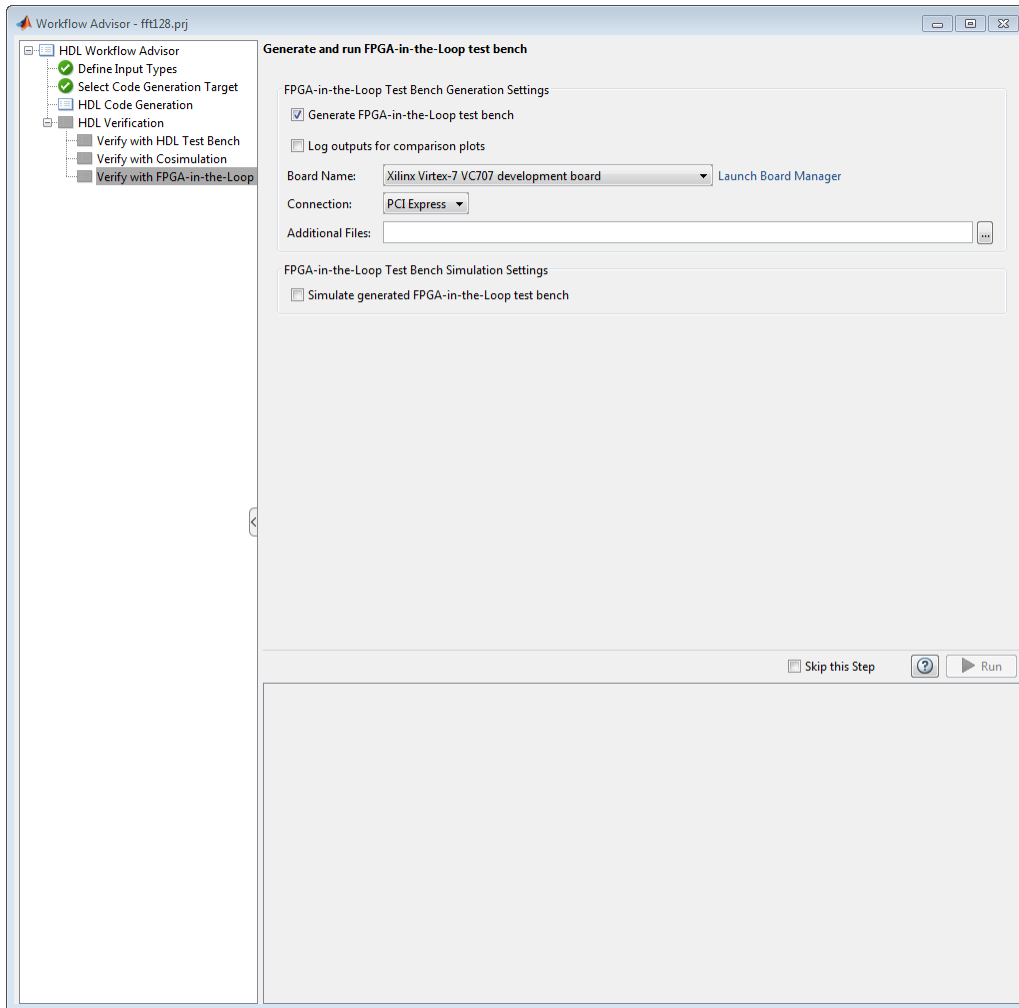 Workflow Advisor - fft128.prj
HDL Workflow Advisor
Define Input Types
Select Code Generation Target
HDL Code Generation
HDL Verification
Verify with HDL Test Bench
Verify with Cosimulation
Verify with FPGA-in-the-Loop
Generate and run FPGA-in-the-Loop test bench
FPGA-in-the-Loop Test Bench Generation Settings
Generate FPGA-in-the-Loop test bench
Log outputs for comparison plots
Board Name: Xilinx Virtex-7 VC707 development board Launch Board Manager
Connection: PCI Express
Additional Files: ...
FPGA-in-the-Loop Test Bench Simulation Settings
Simulate generated FPGA-in-the-Loop test bench
Skip this Step ? Run